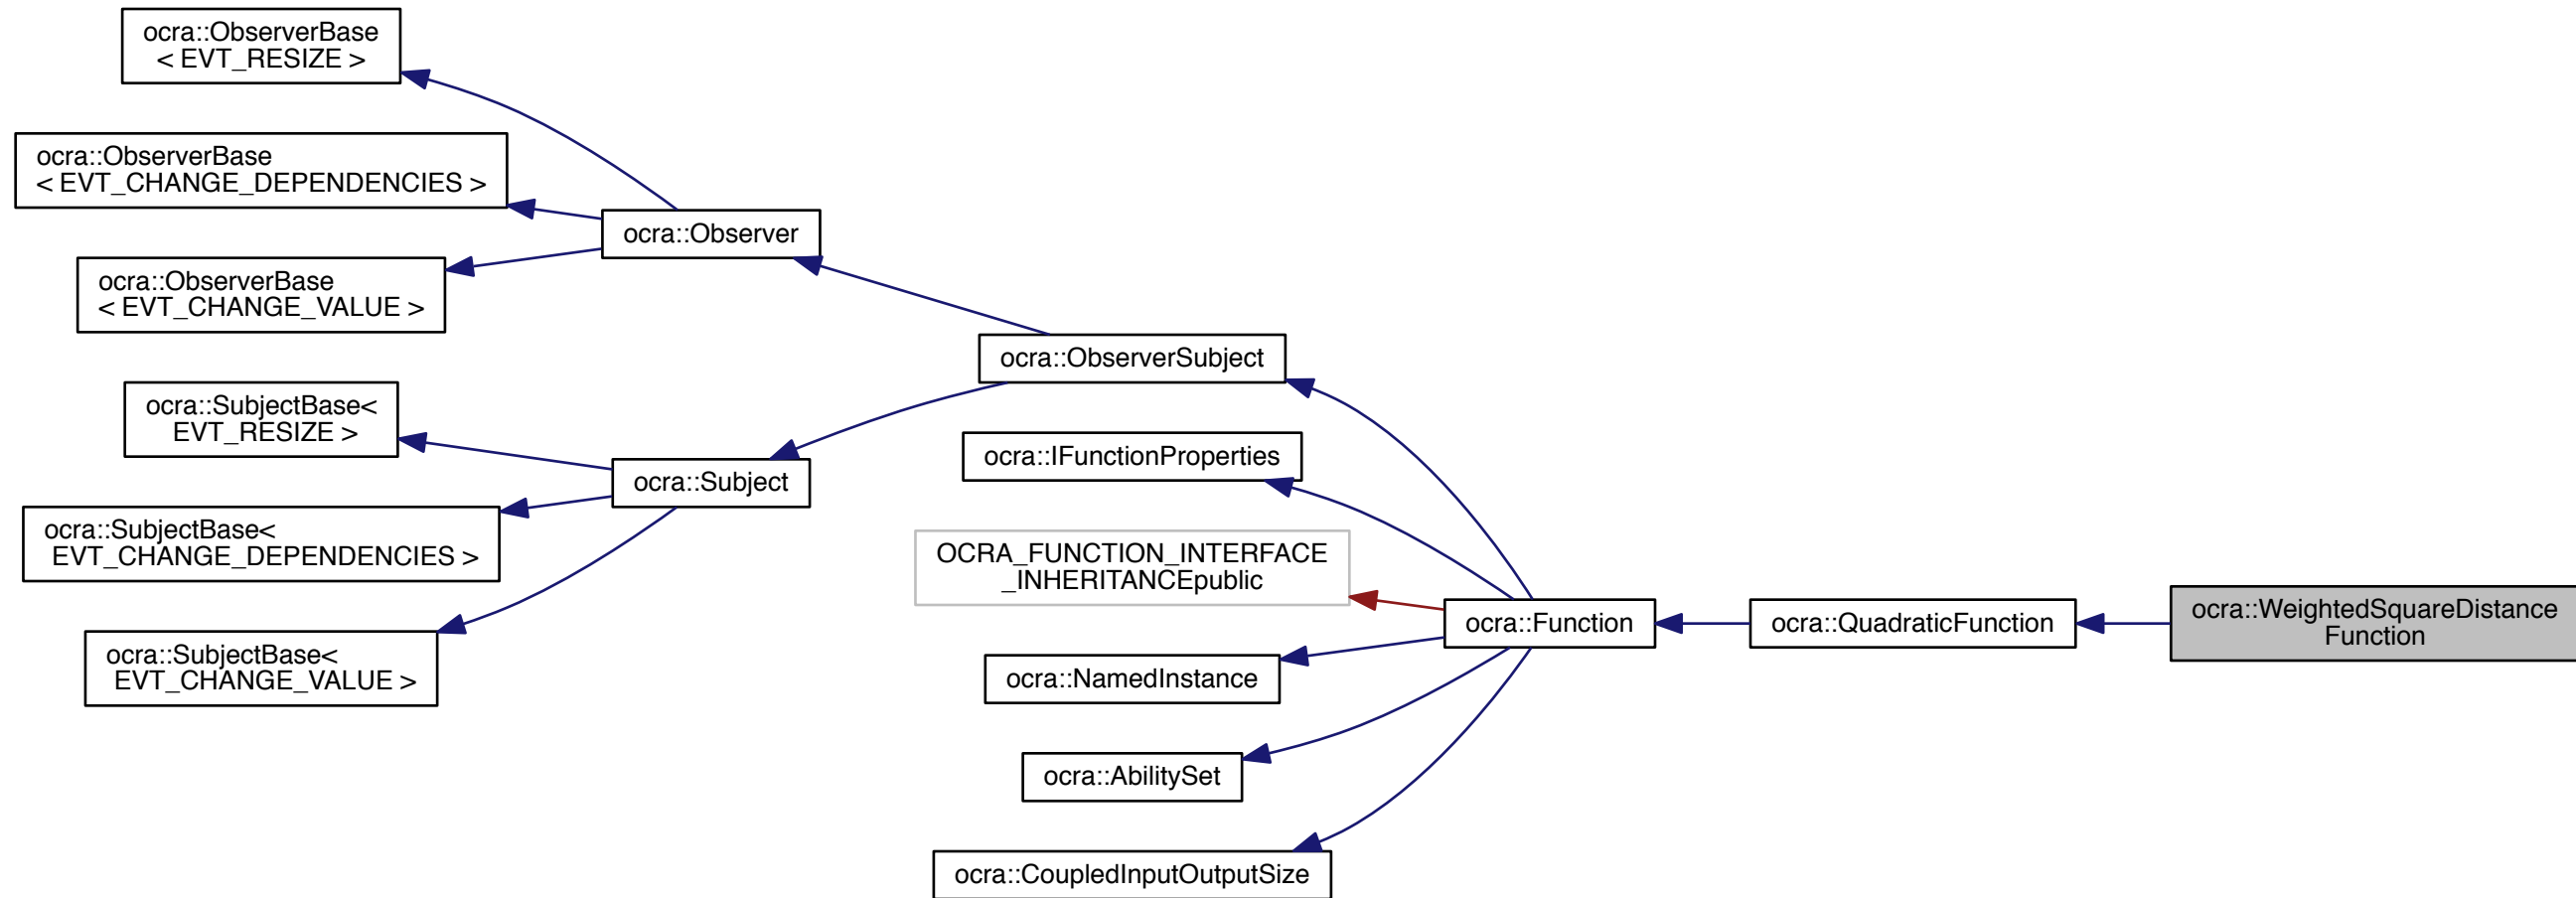 ocra::ObserverBase
< EVT_RESIZE >
ocra::ObserverBase
< EVT_CHANGE_DEPENDENCIES >
ocra::Observer
ocra::ObserverBase
< EVT_CHANGE_VALUE >
ocra::ObserverSubject
ocra::SubjectBase<
EVT_RESIZE >
ocra::IFunctionProperties
ocra::Subject
ocra::SubjectBase<
EVT_CHANGE_DEPENDENCIES >
OCRA_FUNCTION_INTERFACE
_INHERITANCEpublic
ocra::Function
ocra::QuadraticFunction
ocra::WeightedSquareDistance
Function
ocra::SubjectBase<
EVT_CHANGE_VALUE >
ocra::NamedInstance
ocra::AbilitySet
ocra::CoupledInputOutputSize